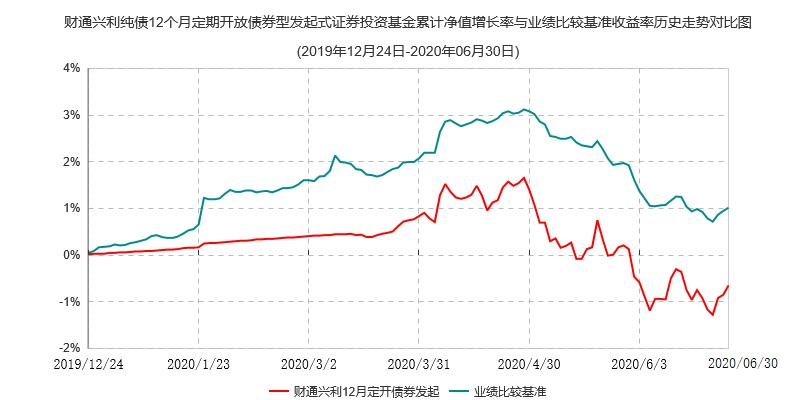 财通兴利纯债12个月定期开放债券型发起式证券投资基金累计净值增长率与业绩比较基准收益率历史走势对比图
(2019年12月24日-2020年06月30日)
4%
3%
2%
1%
0%
-1%
-2%
2019/12/24 2020/1/23 2020/3/2 2020/3/31 2020/4/30 2020/6/3 2020/06/30
财通兴利12月定开债券发起 业绩比较基准